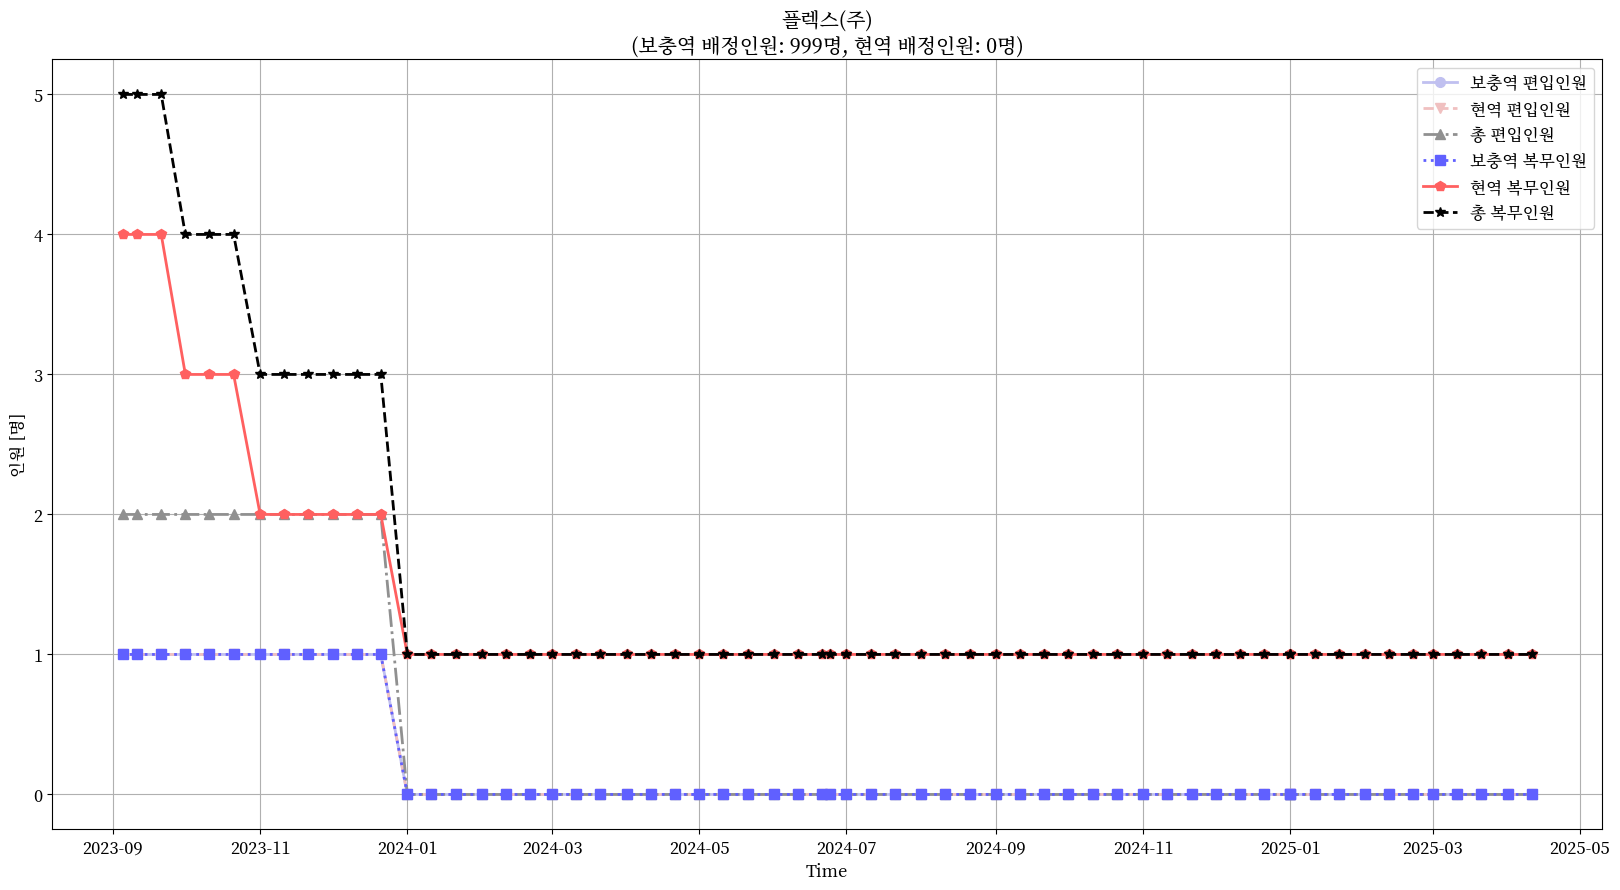 플렉스(주)
(보충역 배정인원: 999명, 현역 배정인원: 0명)
보충역 편입인원
현역 편입인원
총 편입인원
보충역 복무인원
현역 복무인원
총 복무인원
인원 [명]
5
4
3
2
1
0
2023-09 2023-11 2024-01 2024-03 2024-05 2024-07 2024-09 2024-11 2025-01 2025-03 2025-05
Time